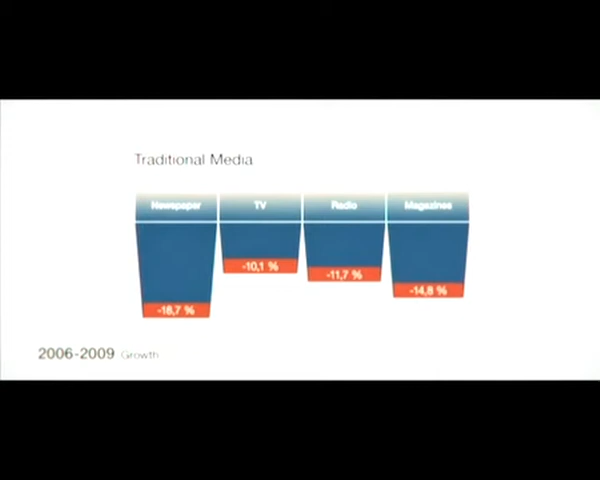 Traditional Media
Newspaper TV Radio Magazines
-10,1 %
-11,7 %
-14,8 %
-18,7 %
2006-2009 Growth